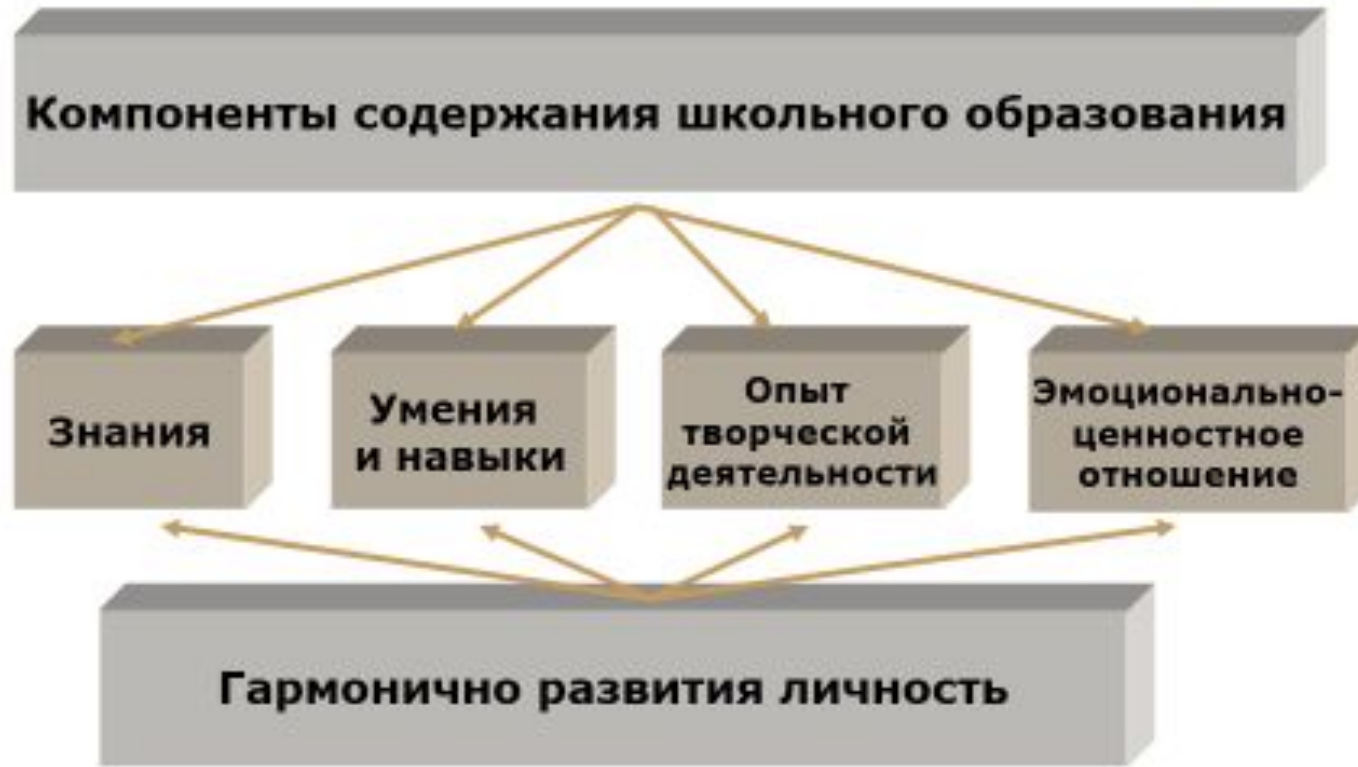 Компоненты содержания школьного образования
Знания
Умения
и навыки
Опыт
творческой
деятельности
Эмоционально-
ценностное
отношение
Гармонично развития личность